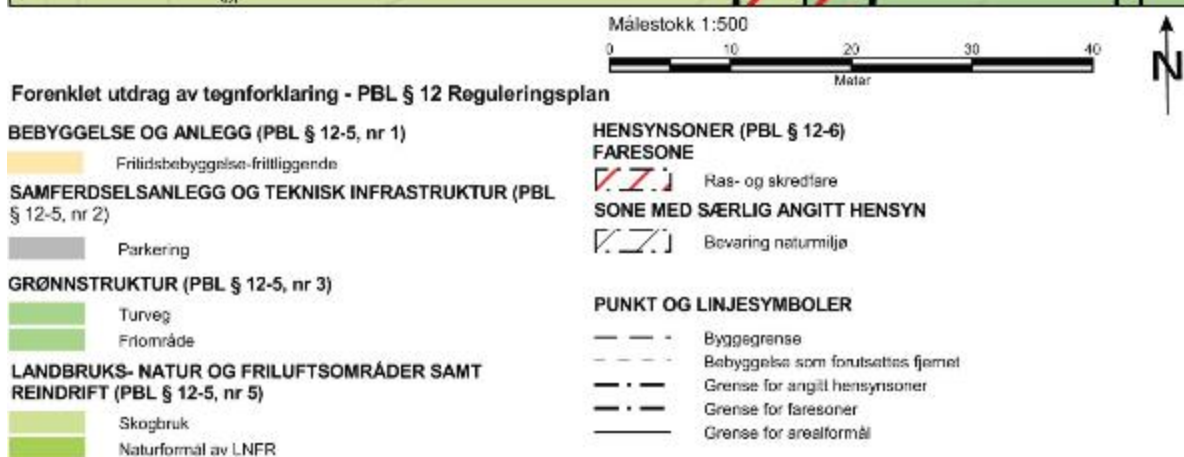 Målestokk 1:500
0 10 20 30 40
Meter
N
Forenklet utdrag av tegnforklaring - PBL § 12 Reguleringsplan
BEBYGGELSE OG ANLEGG (PBL § 12-5, nr 1)
Fritidsbebyggelse-frittliggende
SAMFERDSELSANLEGG OG TEKNISK INFRASTRUKTUR (PBL
§ 12-5, nr 2)
Parkering
GRØNNSTRUKTUR (PBL § 12-5, nr 3)
Turveg
Friområde
LANDBRUKS- NATUR OG FRILUFTSOMRÅDER SAMT
REINDRIFT (PBL § 12-5, nr 5)
Skogbruk
Naturformål av LNFR
HENSYNSONER (PBL § 12-6)
FARESONE
Ras- og skredfare
SONE MED SÆRLIG ANGITT HENSYN
Bevaring naturmiljø
PUNKT OG LINJESYMBOLER
Byggegrense
Bebyggelse som forutsettes fjernet
Grense for angitt hensynsoner
Grense for faresoner
Grense for arealformål